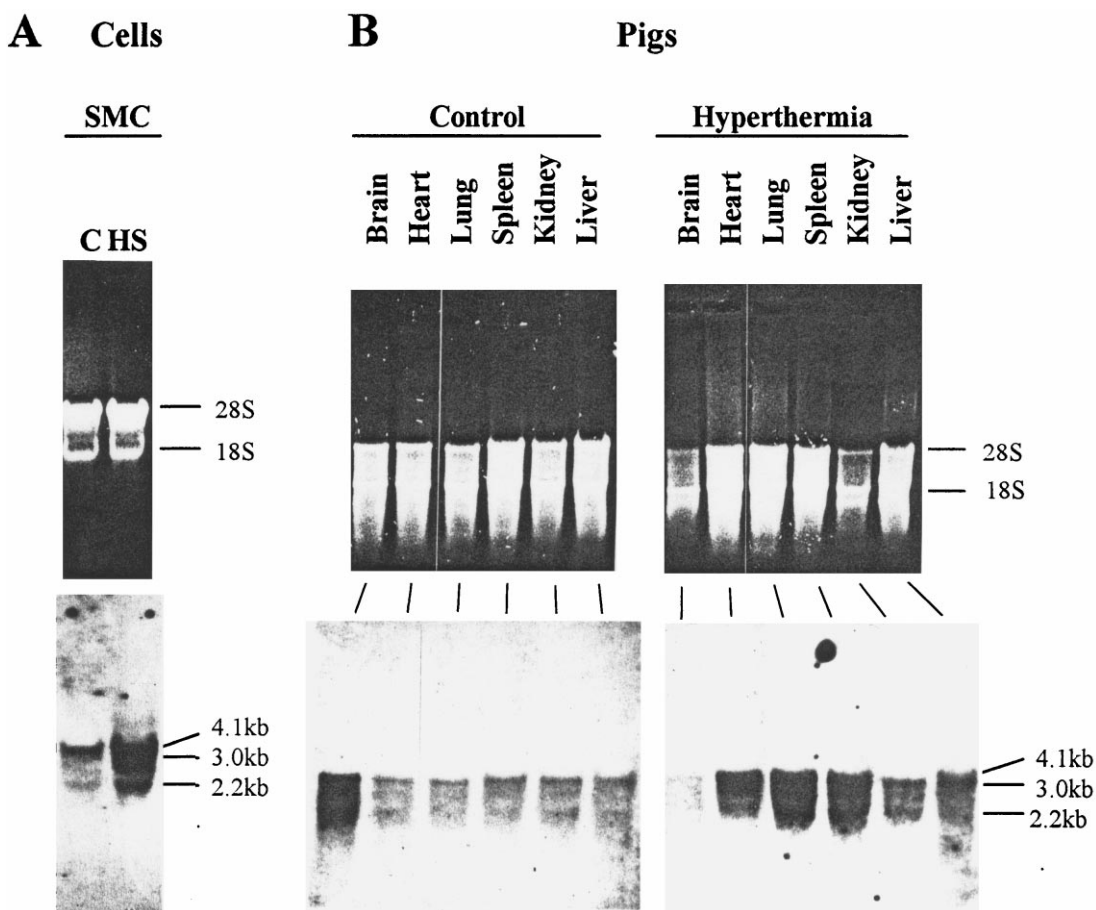 A Cells
B Pigs
SMC
Control
Hyperthermia
Brain
Heart
Lung
Spleen
Kidney
Liver
Brain
Heart
Lung
Spleen
Kidney
Liver
C HS
28S
18S
28S
18S
4.1kb
3.0kb
2.2kb
4.1kb
3.0kb
2.2kb